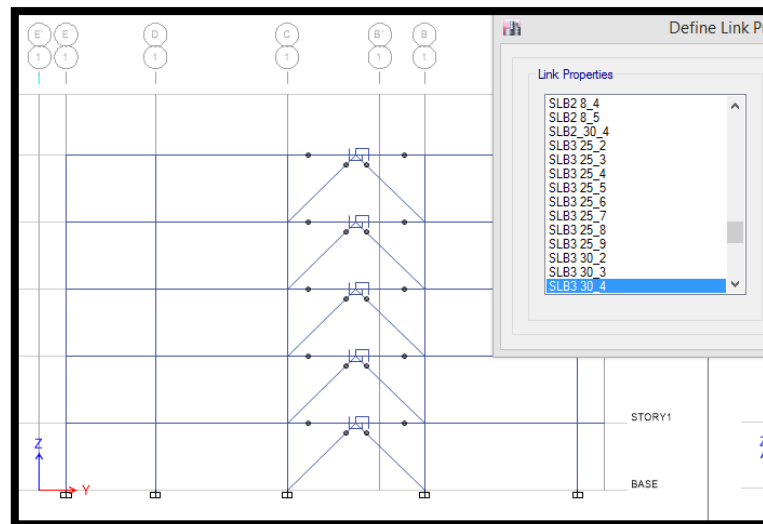 E' E D C B' B
1 1 1 1 1 1
Define Link P
Link Properties
SLB2 8_4
SLB2 8_5
SLB2_30_4
SLB3 25_2
SLB3 25_3
SLB3 25_4
SLB3 25_5
SLB3 25_6
SLB3 25_7
SLB3 25_8
SLB3 25_9
SLB3 30_2
SLB3 30_3
SLB3 30_4
STORY1
BASE
Z
Y
Z